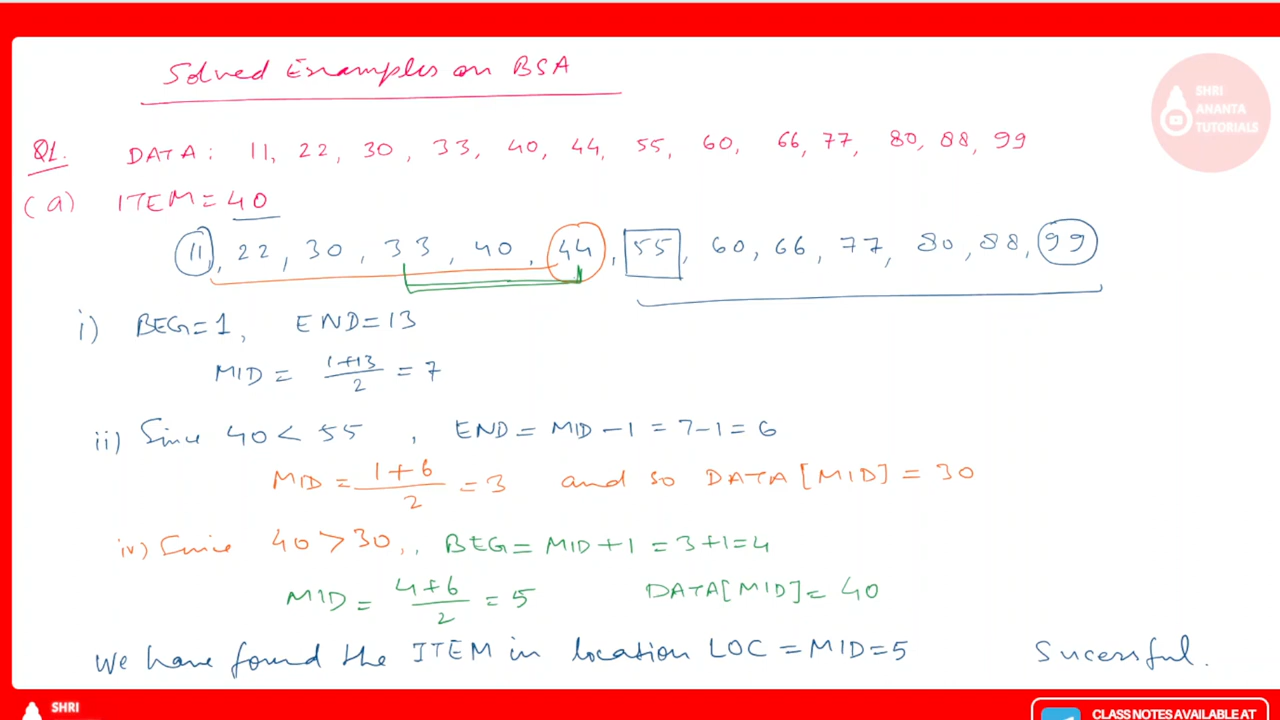 Solved Examples on BSA
SHRI
ANANTA
TUTORIALS
Q1. DATA: 11, 22, 30, 33, 40, 44, 55, 60, 66, 77, 80, 88, 99
(a) ITEM = 40
11, 22, 30, 33, 40, 44, 55, 60, 66, 77, 80, 88, 99
i) BEG=1, END=13
MID = (1+13)/2 = 7
ii) Since 40 < 55, END = MID - 1 = 7-1 = 6
MID = (1+6)/2 = 3 and so DATA[MID] = 30
iv) Since 40 > 30,, BEG = MID+1 = 3+1=4
MID = (4+6)/2 = 5 DATA[MID] = 40
We have found the ITEM in location LOC = MID=5 Sucessful.
SHRI
CLASS NOTES AVAILABLE AT